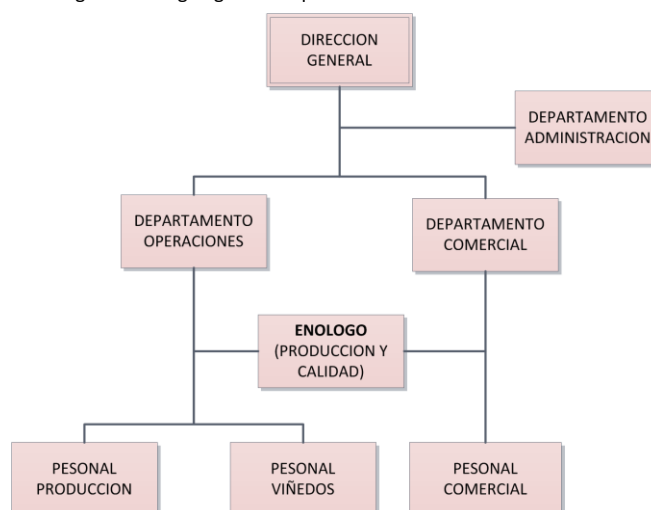 DIRECCION
GENERAL
DEPARTAMENTO
ADMINISTRACION
DEPARTAMENTO
OPERACIONES
DEPARTAMENTO
COMERCIAL
ENOLOGO
(PRODUCCION Y
CALIDAD)
PESONAL
PRODUCCION
PESONAL
VIÑEDOS
PESONAL
COMERCIAL